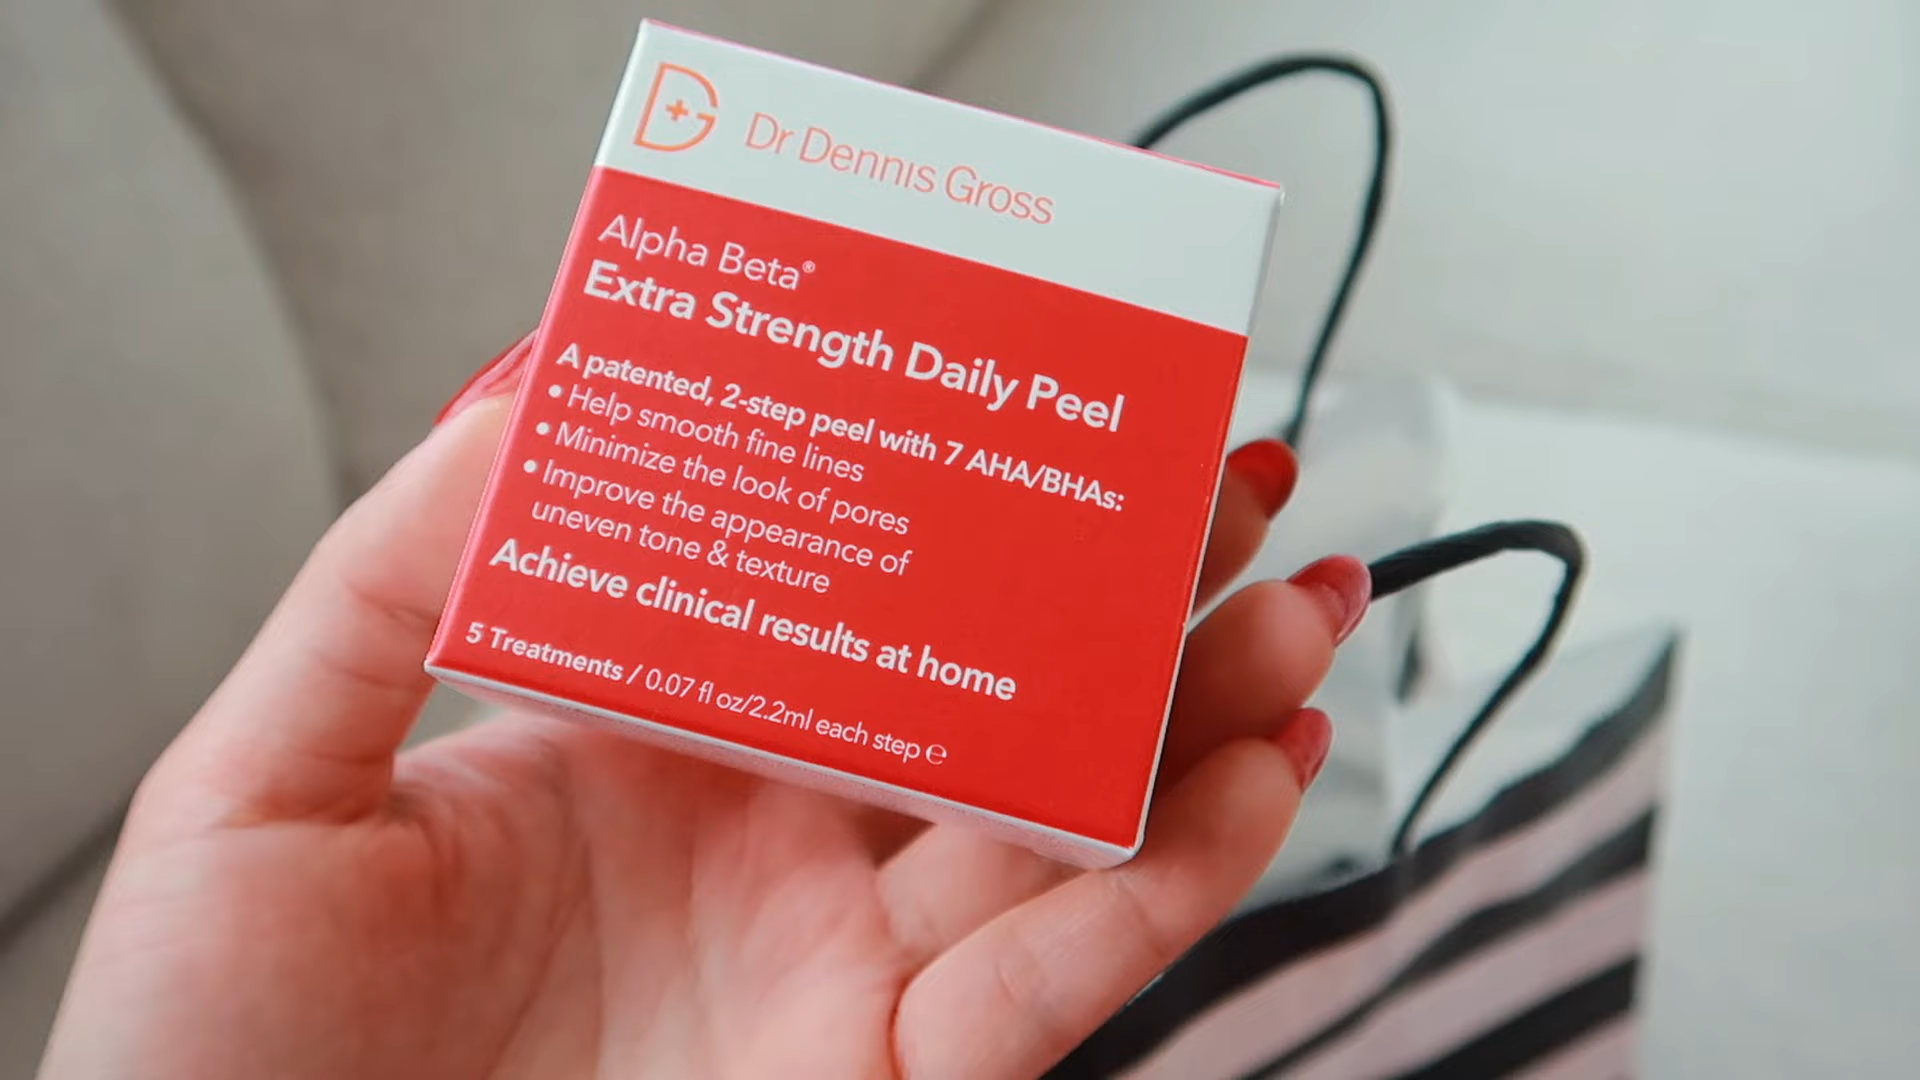 Dr Dennis Gross
Alpha Beta®
Extra Strength Daily Peel
A patented, 2-step peel with 7 AHA/BHAs:
• Help smooth fine lines
• Minimize the look of pores
• Improve the appearance of
uneven tone & texture
Achieve clinical results at home
5 Treatments / 0.07 fl oz/2.2ml each step ℮